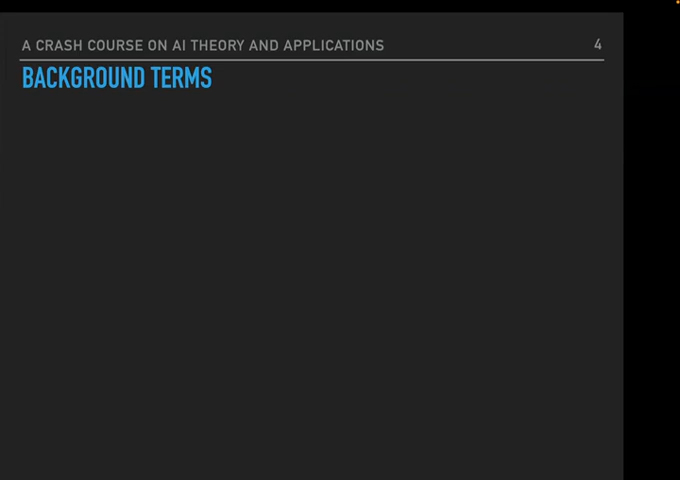 A CRASH COURSE ON AI THEORY AND APPLICATIONS 4
BACKGROUND TERMS